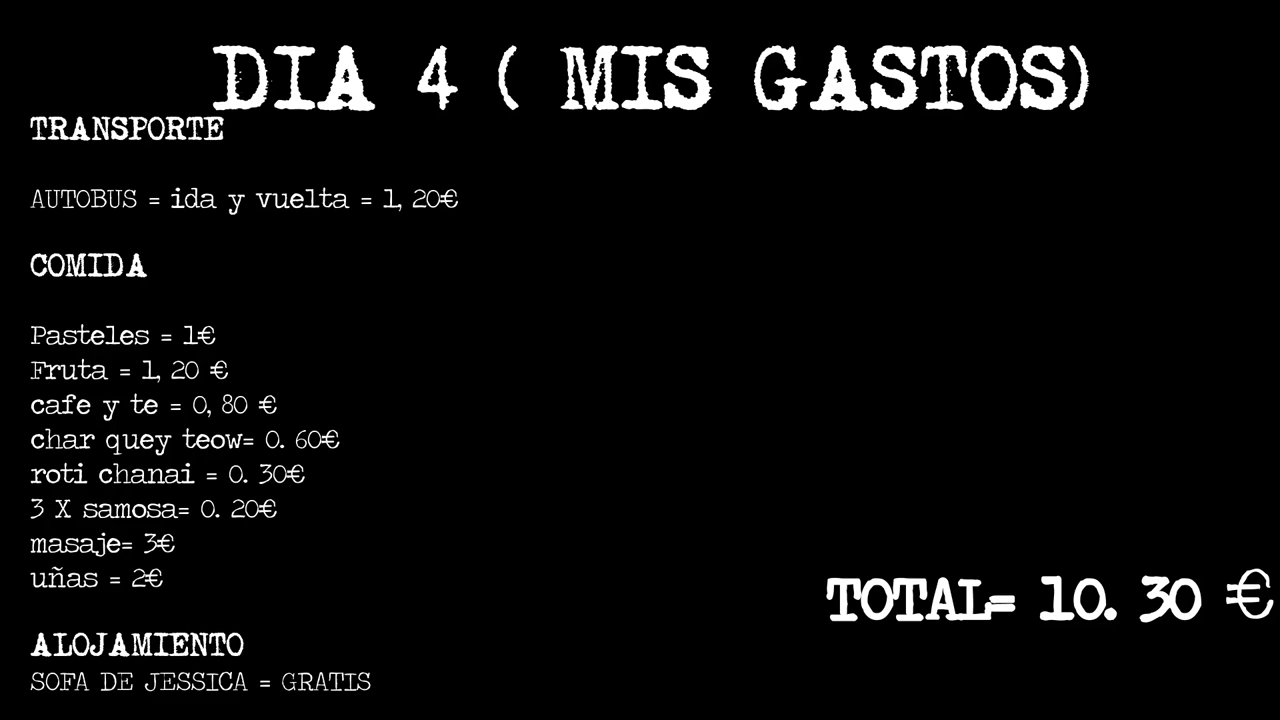 DIA 4 ( MIS GASTOS)
TRANSPORTE
AUTOBUS = ida y vuelta = 1, 20€
COMIDA
Pasteles = 1€
Fruta = 1, 20 €
cafe y te = 0, 80 €
char quey teow= 0. 60€
roti chanai = 0. 30€
3 X samosa= 0. 20€
masaje= 3€
uñas = 2€
TOTAL= 10. 30 €
ALOJAMIENTO
SOFA DE JESSICA = GRATIS